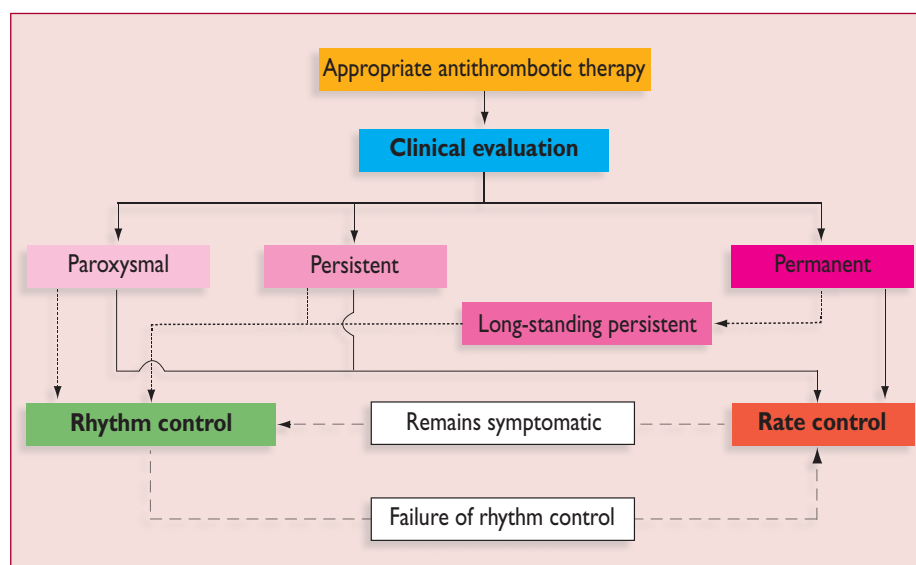 Appropriate antithrombotic therapy
Clinical evaluation
Paroxysmal
Persistent
Permanent
Long-standing persistent
Rhythm control
Remains symptomatic
Rate control
Failure of rhythm control